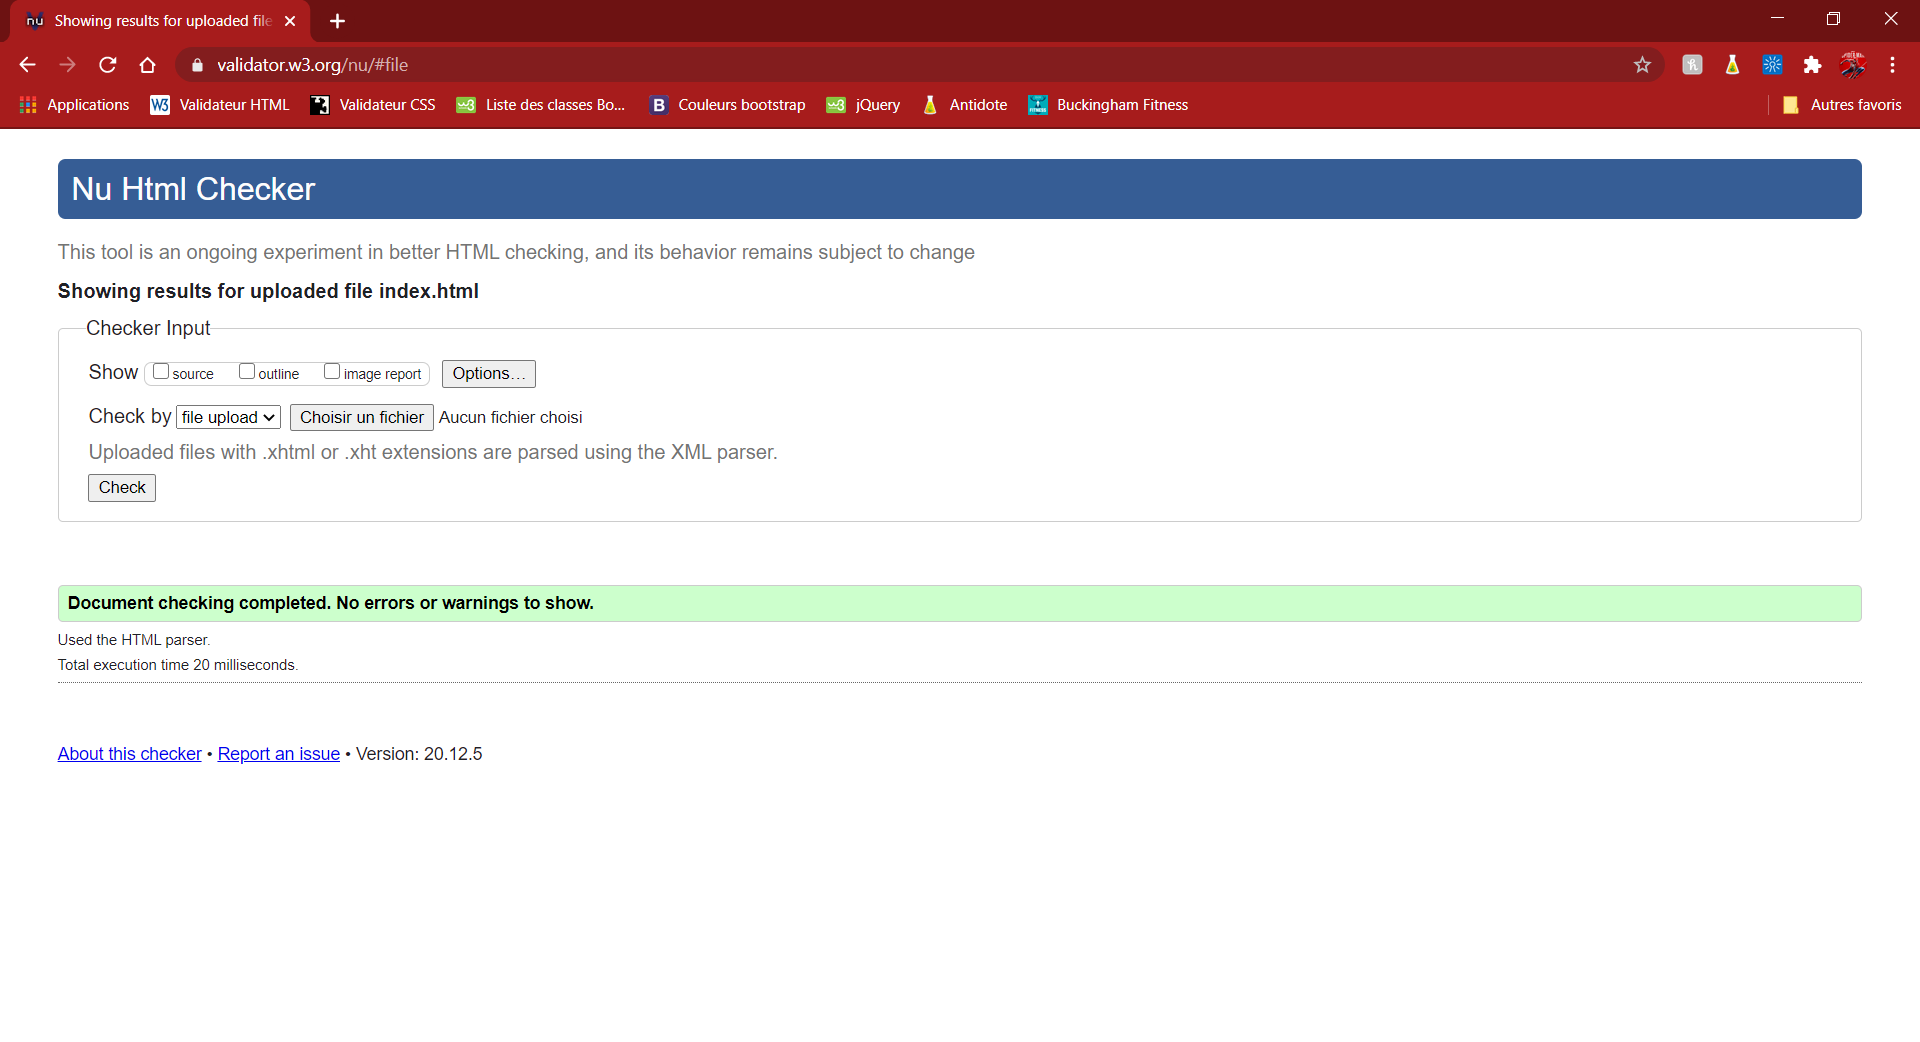 Showing results for uploaded file
validator.w3.org/nu/#file
Applications Validateur HTML Validateur CSS Liste des classes Bo... Couleurs bootstrap jQuery Antidote Buckingham Fitness Autres favoris
Nu Html Checker
This tool is an ongoing experiment in better HTML checking, and its behavior remains subject to change
Showing results for uploaded file index.html
Checker Input
Show source outline image report Options...
Check by file upload Choisir un fichier Aucun fichier choisi
Uploaded files with .xhtml or .xht extensions are parsed using the XML parser.
Check
Document checking completed. No errors or warnings to show.
Used the HTML parser.
Total execution time 20 milliseconds.
About this checker • Report an issue • Version: 20.12.5